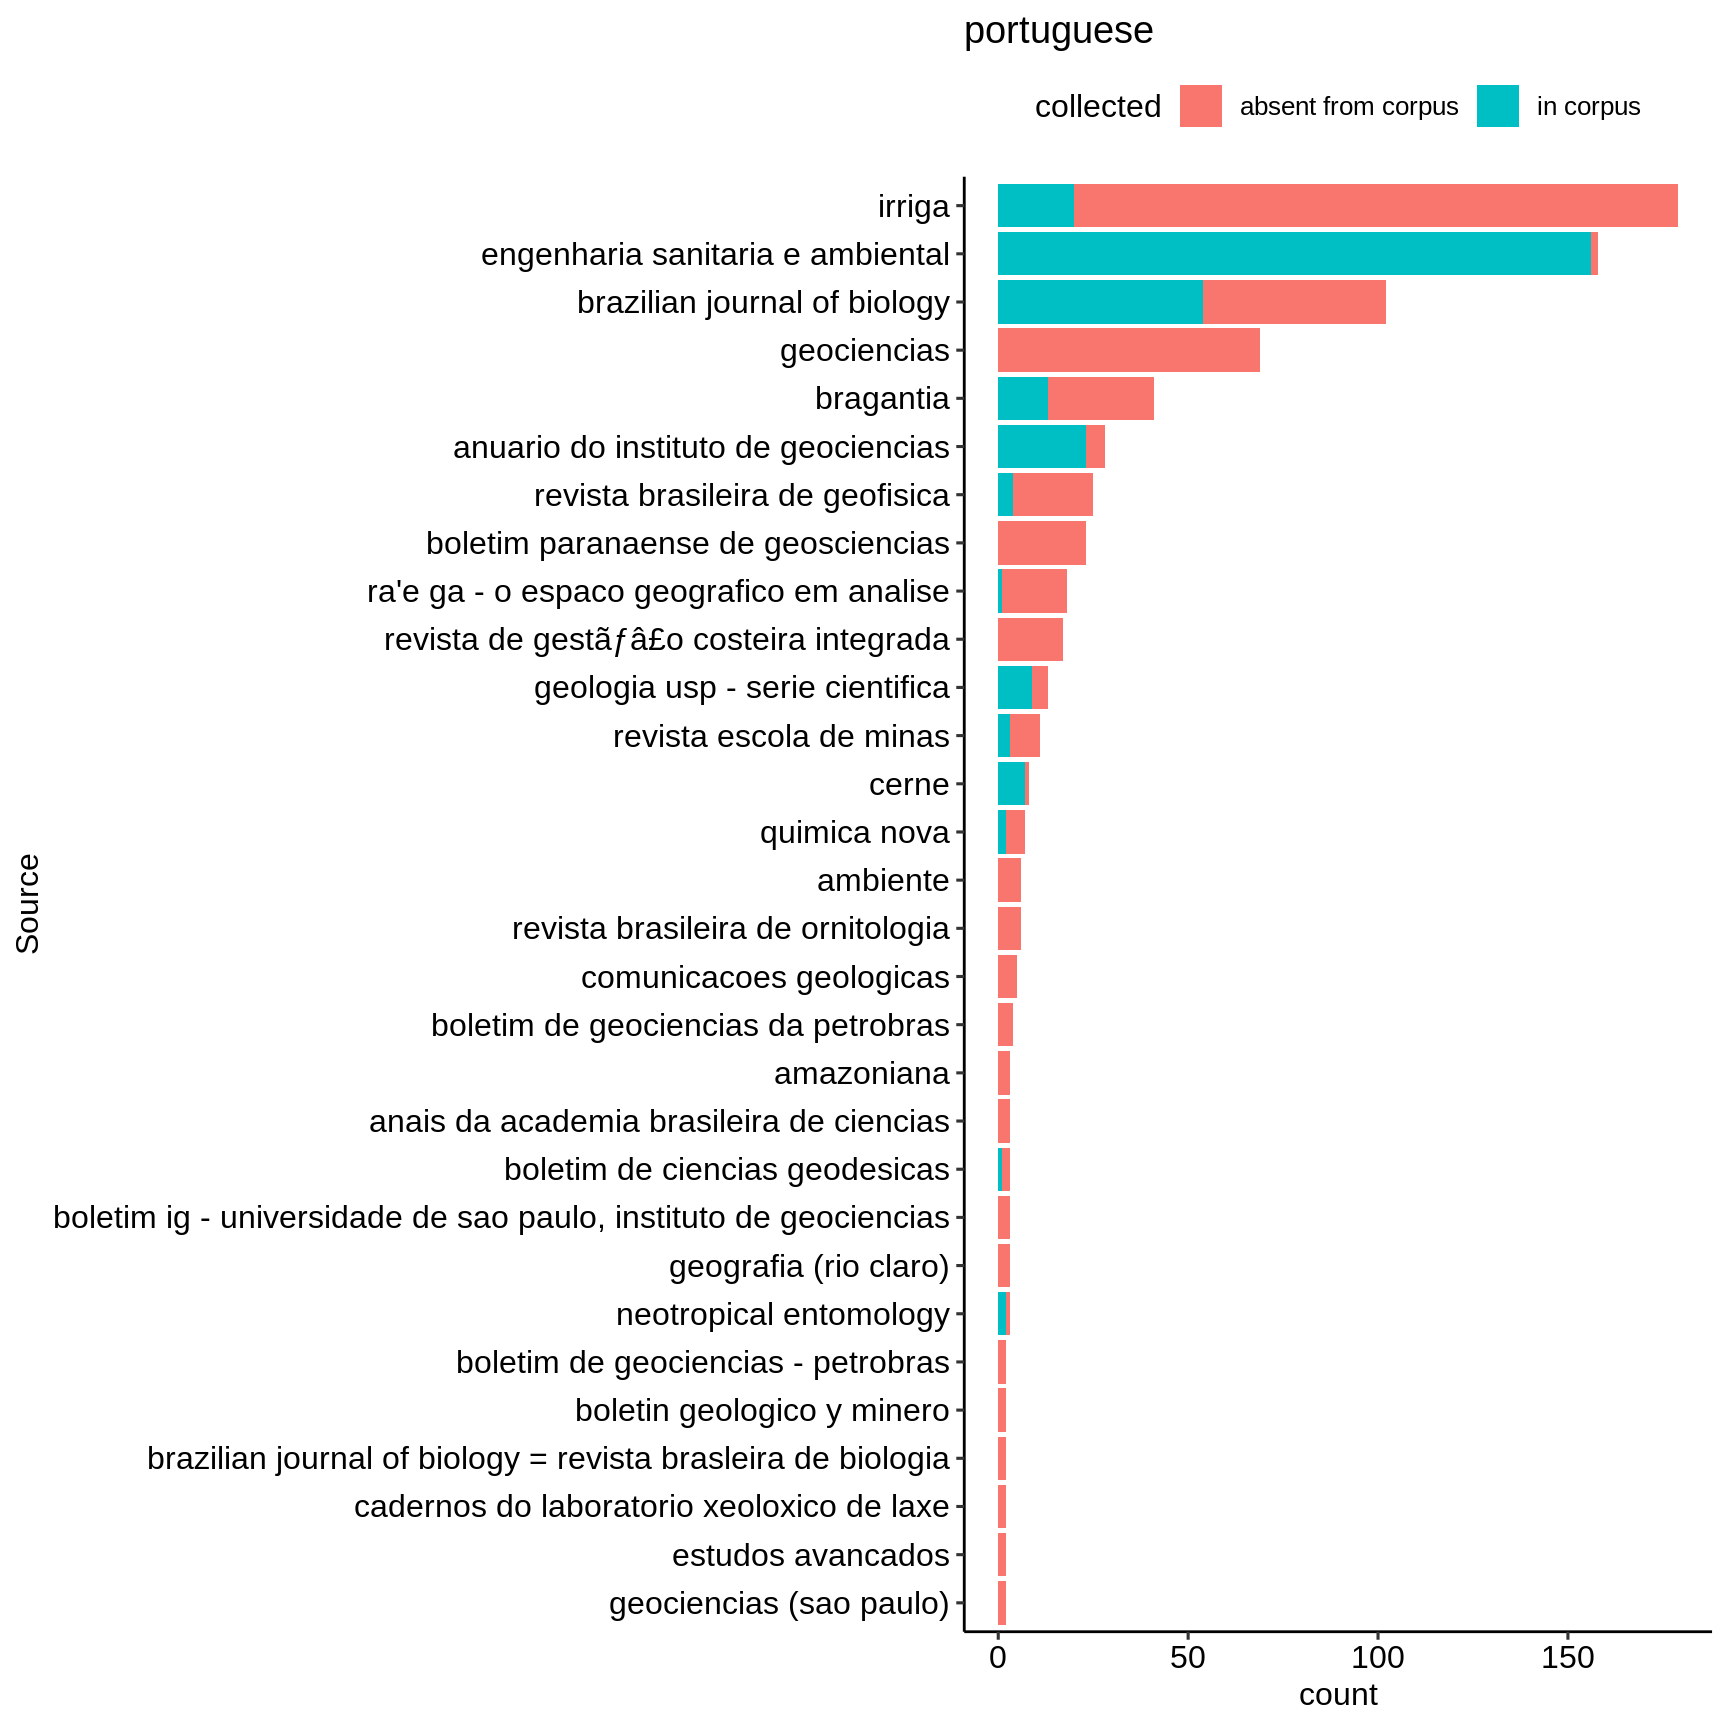 portuguese
collected absent from corpus in corpus
irriga
engenharia sanitaria e ambiental
brazilian journal of biology
geociencias
bragantia
anuario do instituto de geociencias
revista brasileira de geofisica
boletim paranaense de geosciencias
ra'e ga - o espaco geografico em analise
revista de gestãƒâ£o costeira integrada
geologia usp - serie cientifica
revista escola de minas
cerne
quimica nova
ambiente
revista brasileira de ornitologia
comunicacoes geologicas
boletim de geociencias da petrobras
amazoniana
anais da academia brasileira de ciencias
boletim de ciencias geodesicas
boletim ig - universidade de sao paulo, instituto de geociencias
geografia (rio claro)
neotropical entomology
boletim de geociencias - petrobras
boletin geologico y minero
brazilian journal of biology = revista brasleira de biologia
cadernos do laboratorio xeoloxico de laxe
estudos avancados
geociencias (sao paulo)
Source
0 50 100 150
count